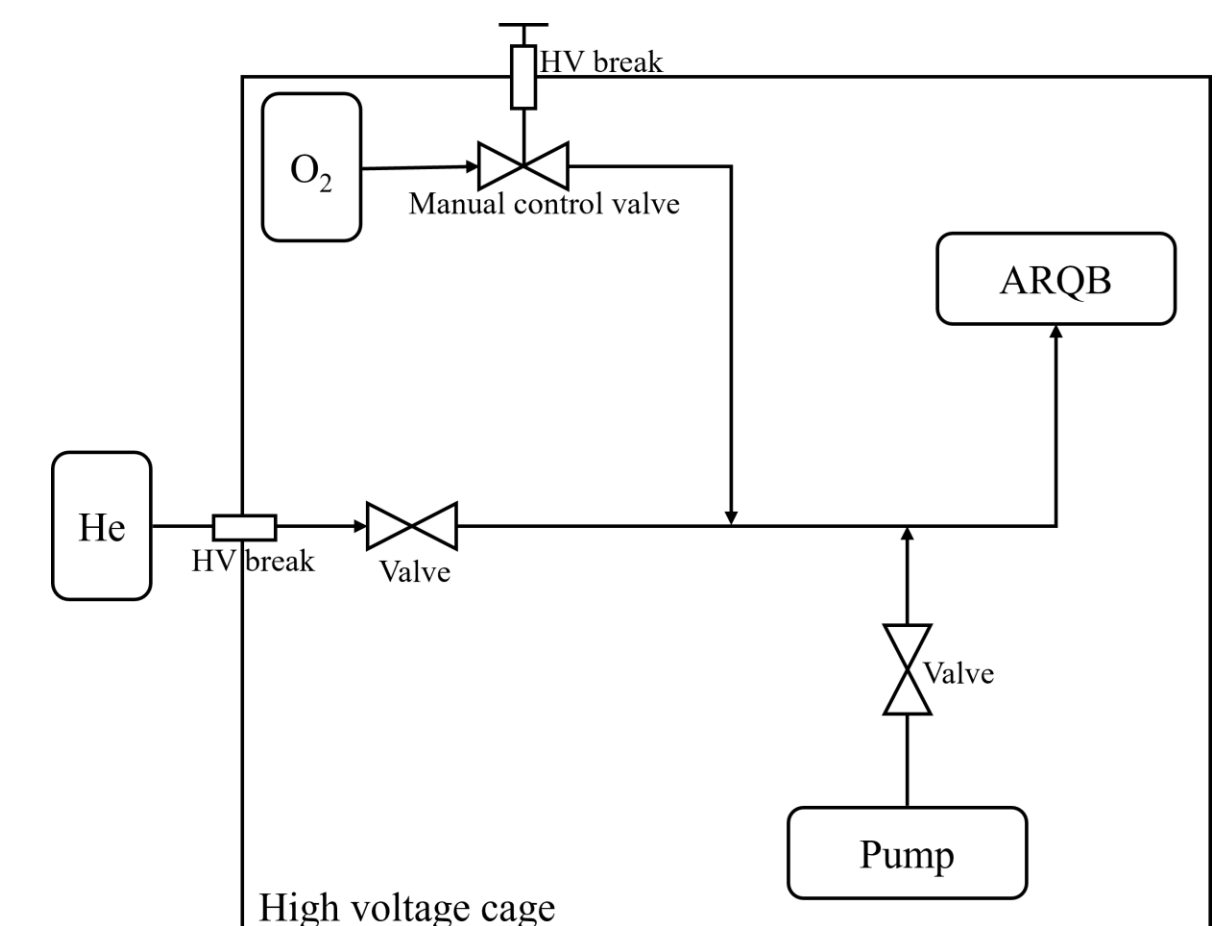 HV break
O₂
Manual control valve
ARQB
He
HV break
Valve
Valve
Pump
High voltage cage